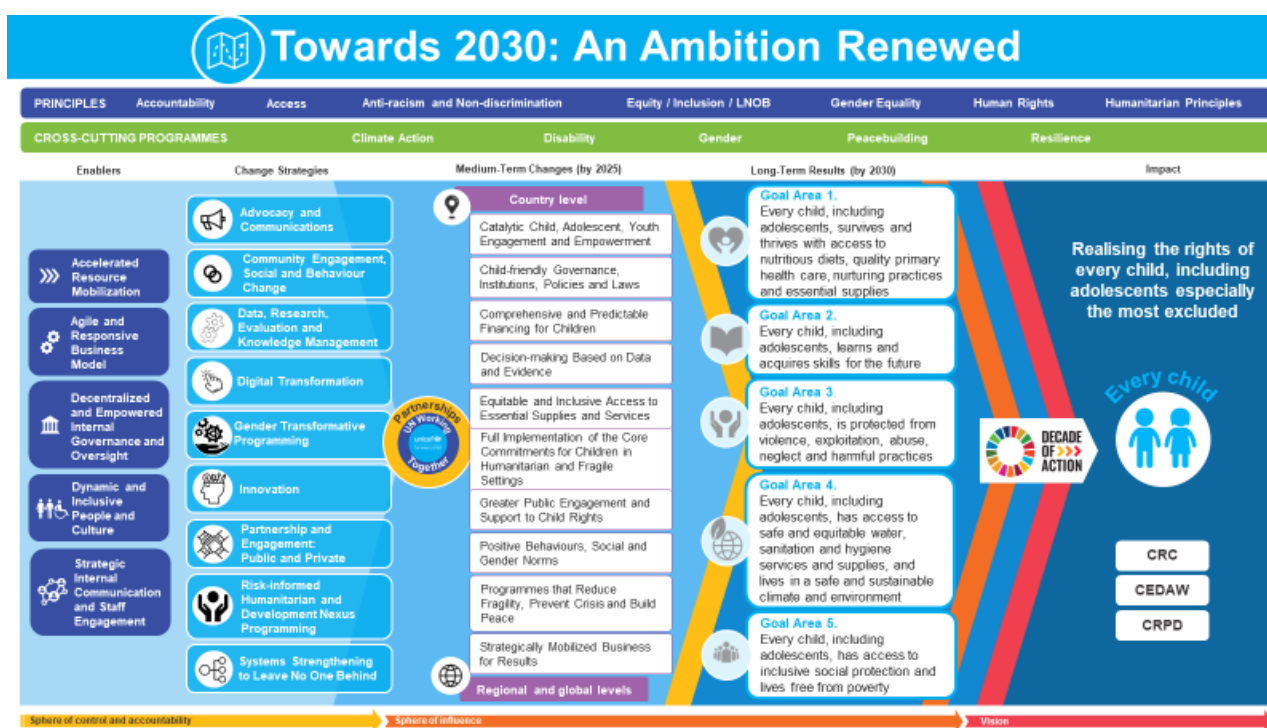 Towards 2030: An Ambition Renewed
PRINCIPLES Accountability Access Anti-racism and Non-discrimination Equity / Inclusion / LNOB Gender Equality Human Rights Humanitarian Principles
CROSS-CUTTING PROGRAMMES Climate Action Disability Gender Peacebuilding Resilience
Enablers
Change Strategies
Medium-Term Changes (by 2025)
Long-Term Results (by 2030)
Impact
Accelerated
Resource
Mobilization
Agile and
Responsive
Business
Model
Decentralized
and Empowered
Internal
Governance and
Oversight
Dynamic and
Inclusive
People and
Culture
Strategic
Internal
Communication
and Staff
Engagement
Advocacy and
Communications
Community Engagement,
Social and Behaviour
Change
Data, Research,
Evaluation and
Knowledge Management
Digital Transformation
Gender Transformative
Programming
Innovation
Partnership and
Engagement:
Public and Private
Risk-informed
Humanitarian and
Development Nexus
Programming
Systems Strengthening
to Leave No One Behind
Partnerships
UN Working
unicef
Together
Country level
Catalytic Child, Adolescent, Youth
Engagement and Empowerment
Child-friendly Governance,
Institutions, Policies and Laws
Comprehensive and Predictable
Financing for Children
Decision-making Based on Data
and Evidence
Equitable and Inclusive Access to
Essential Supplies and Services
Full Implementation of the Core
Commitments for Children in
Humanitarian and Fragile
Settings
Greater Public Engagement and
Support to Child Rights
Positive Behaviours, Social and
Gender Norms
Programmes that Reduce
Fragility, Prevent Crisis and Build
Peace
Strategically Mobilized Business
for Results
Regional and global levels
Goal Area 1.
Every child, including
adolescents, survives and
thrives with access to
nutritious diets, quality primary
health care, nurturing practices
and essential supplies
Goal Area 2.
Every child, including
adolescents, learns and
acquires skills for the future
Goal Area 3.
Every child, including
adolescents, is protected from
violence, exploitation, abuse,
neglect and harmful practices
Goal Area 4.
Every child, including
adolescents, has access to
safe and equitable water,
sanitation and hygiene
services and supplies, and
lives in a safe and sustainable
climate and environment
Goal Area 5.
Every child, including
adolescents, has access to
inclusive social protection and
lives free from poverty
DECADE
OF >>>
ACTION
Realising the rights of
every child, including
adolescents especially
the most excluded
Every child
CRC
CEDAW
CRPD
Sphere of control and accountability
Sphere of influence
Vision